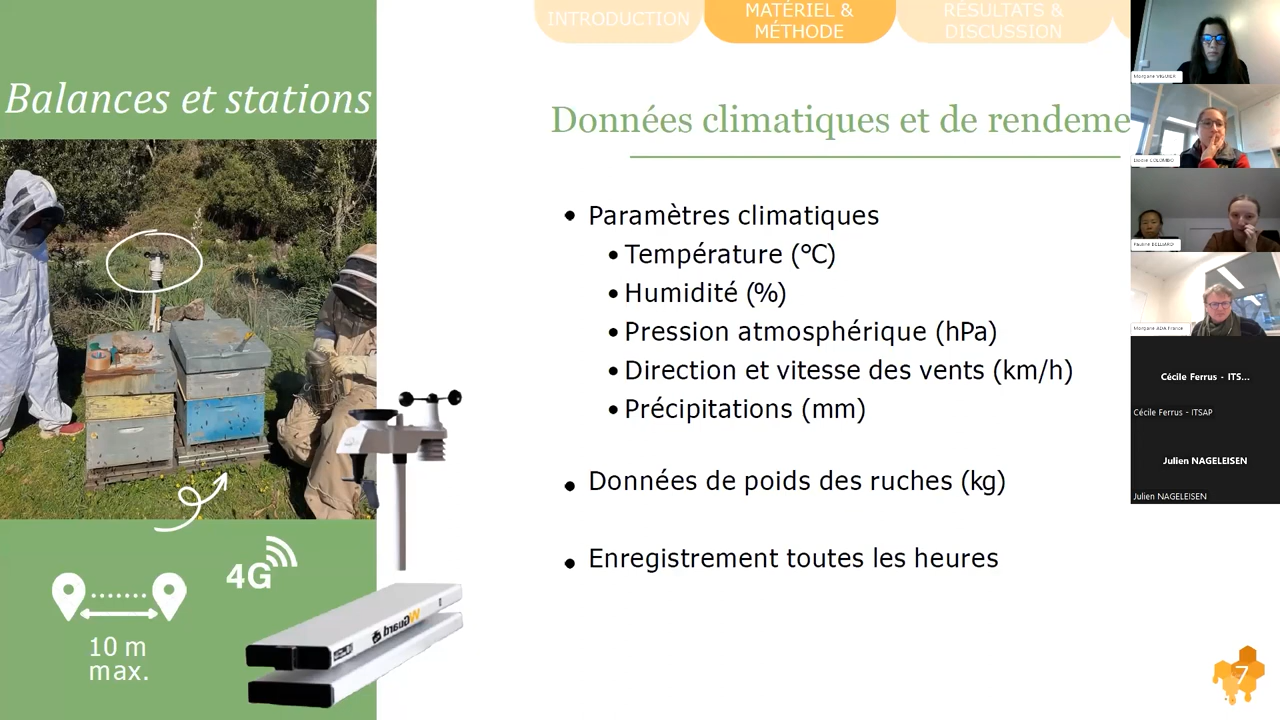 INTRODUCTION
MATÉRIEL &
MÉTHODE
RÉSULTATS &
DISCUSSION
Balances et stations
Données climatiques et de rendeme
• Paramètres climatiques
• Température (°C)
• Humidité (%)
• Pression atmosphérique (hPa)
• Direction et vitesse des vents (km/h)
• Précipitations (mm)
• Données de poids des ruches (kg)
• Enregistrement toutes les heures
4G
10 m
max.
7
Morgane VIGUIER
Elodie COLOMBO
Morgane ADA France
Cécile Ferrus - ITS...
Cécile Ferrus - ITSAP
Julien NAGELEISEN
Julien NAGELEISEN